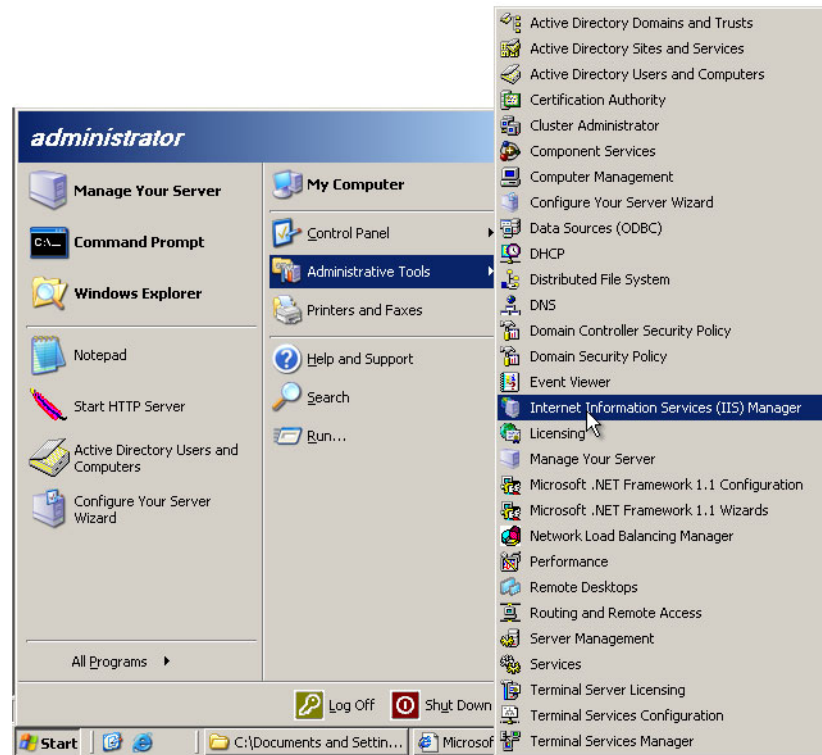 administrator
Manage Your Server
C:\_
Command Prompt
Windows Explorer
Notepad
Start HTTP Server
Active Directory Users and
Computers
Configure Your Server
Wizard
All Programs
My Computer
Control Panel
Administrative Tools
Printers and Faxes
Help and Support
Search
Run...
Log Off
Shut Down
Active Directory Domains and Trusts
Active Directory Sites and Services
Active Directory Users and Computers
Certification Authority
Cluster Administrator
Component Services
Computer Management
Configure Your Server Wizard
Data Sources (ODBC)
DHCP
Distributed File System
DNS
Domain Controller Security Policy
Domain Security Policy
Event Viewer
Internet Information Services (IIS) Manager
Licensing
Manage Your Server
Microsoft .NET Framework 1.1 Configuration
Microsoft .NET Framework 1.1 Wizards
Network Load Balancing Manager
Performance
Remote Desktops
Routing and Remote Access
Server Management
Services
Terminal Server Licensing
Terminal Services Configuration
Terminal Services Manager
Start
C:\Documents and Settin...
Microsof